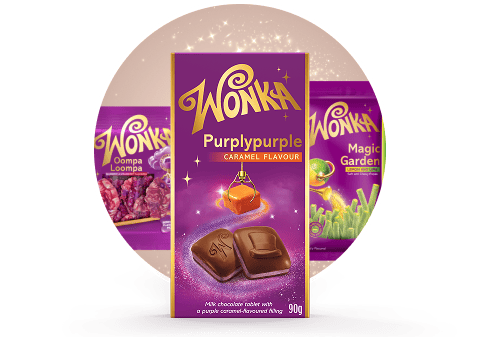 WONKA
Purplypurple
CARAMEL FLAVOUR
WONKA
Milk chocolate tablet with
a purple caramel-flavoured filling
90g
WONKA
Oompa
Loompa
WONKA
Magic
Garden